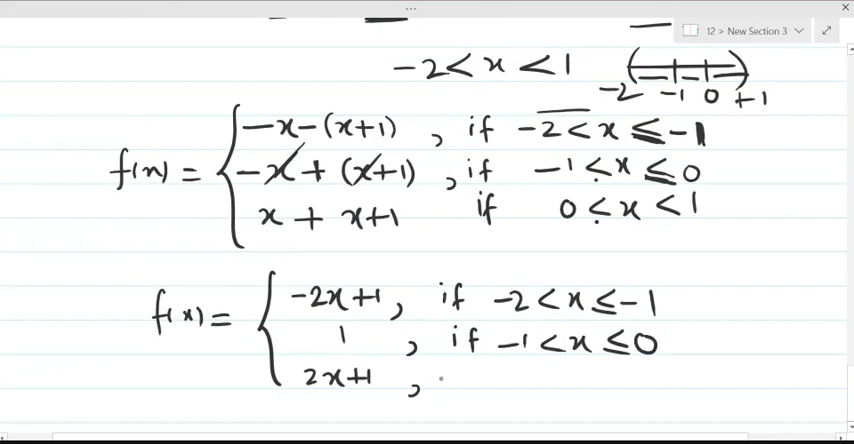 12 > New Section 3
-2 < x < 1
-2 -1 0 +1
f(x) = { -x-(x+1) , if -2 < x ≤ -1
-x + (x+1) , if -1 < x ≤ 0
x + x+1 if 0 < x < 1
f(x) = { -2x+1 , if -2 < x ≤ -1
1 , if -1 < x ≤ 0
2x+1 ,